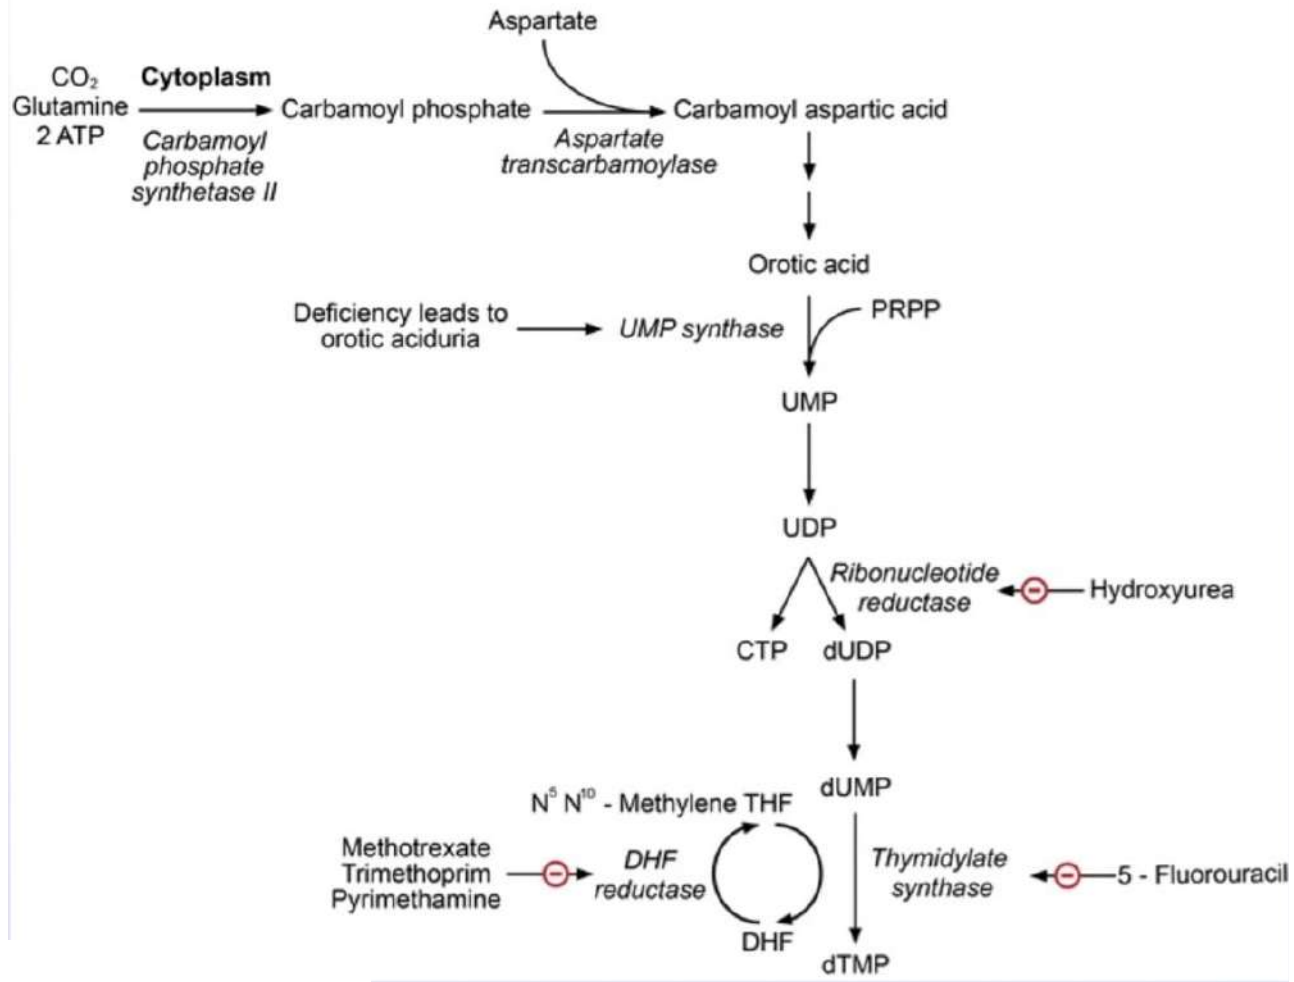 Aspartate
CO₂
Glutamine
2 ATP
Cytoplasm
Carbamoyl
phosphate
synthetase II
Carbamoyl phosphate
Aspartate
transcarbamoylase
Carbamoyl aspartic acid
Orotic acid
Deficiency leads to
orotic aciduria
UMP synthase
PRPP
UMP
UDP
Ribonucleotide
reductase
Hydroxyurea
CTP
dUDP
dUMP
N⁵ N¹⁰ - Methylene THF
Methotrexate
Trimethoprim
Pyrimethamine
DHF
reductase
Thymidylate
synthase
5 - Fluorouracil
DHF
dTMP